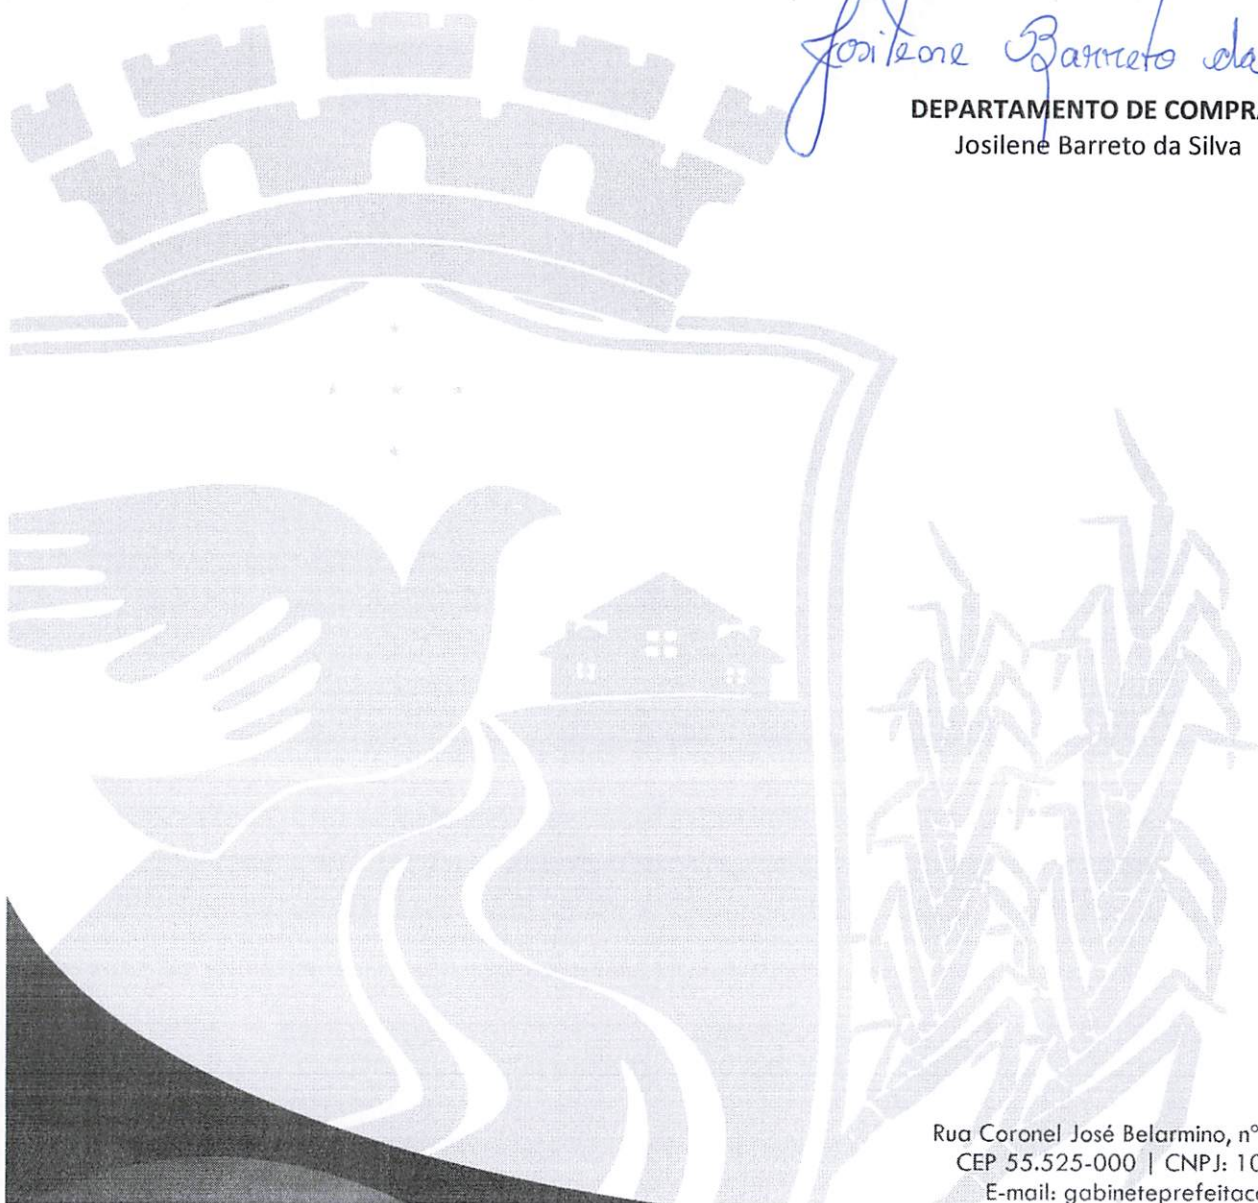 Josilene Barreto da
DEPARTAMENTO DE COMPRA
Josilene Barreto da Silva
Rua Coronel José Belarmino, nº
CEP 55.525-000 | CNPJ: 10
E-mail: gabineteprefeitac